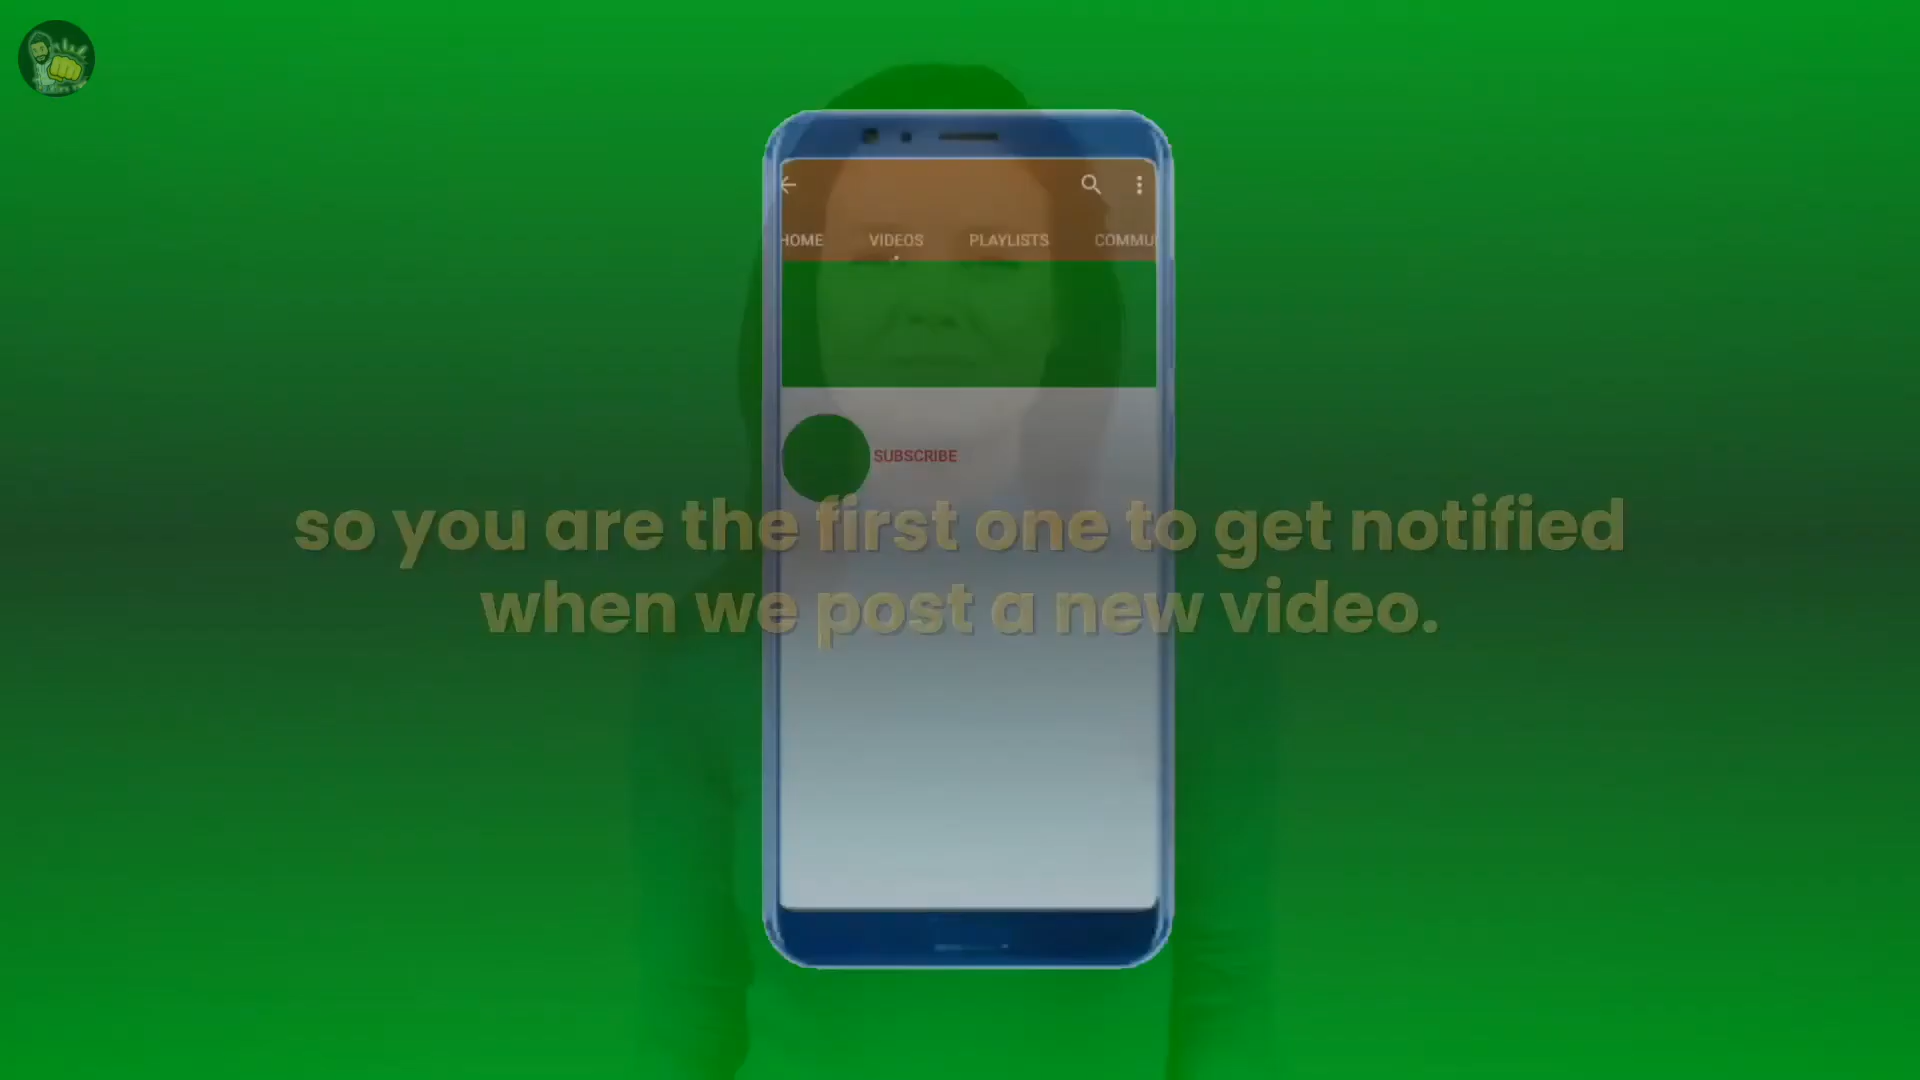 HOME VIDEOS PLAYLISTS COMMU
SUBSCRIBE
so you are the first one to get notified
when we post a new video.